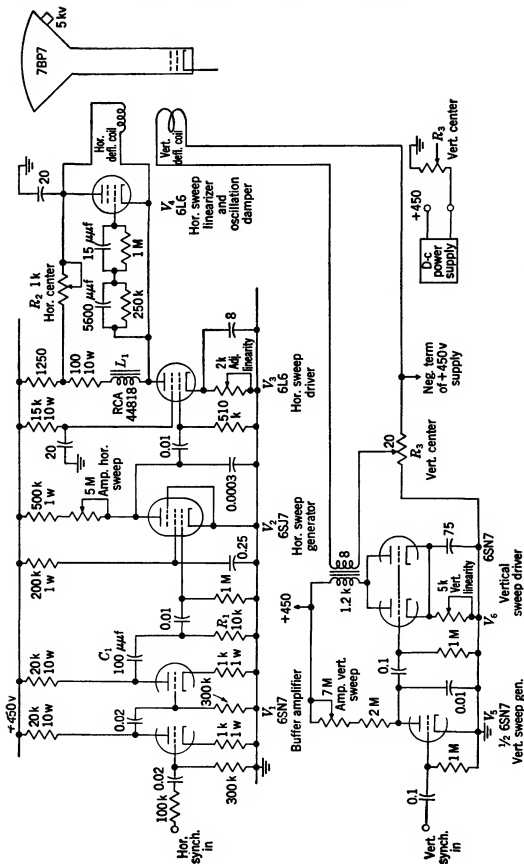 7BP7
5 kv
+450 v
20 k
10 w
0.02
20 k
10 w
C₁
100 μμf
200 k
1 w
500 k
1 w
5 M
Amp. hor.
sweep
15 k
10 w
20
1250
100
10 w
L₁
RCA
44818
R₂ 1 k
Hor. center
20
Hor.
defl. coil
Vert.
defl. coil
5600 μμf
15 μμf
250 k
1 M
V₄
6L6
Hor. sweep
linearizer
and
oscillation
damper
Hor.
synch.
in
100 k
0.02
300 k
1 k
1 w
V₁
6SN7
300 k
1 k
1 w
0.01
R₁
10 k
1 M
0.25
V₂
6SJ7
Hor. sweep
generator
0.01
0.0003
510
k
2 k
Adj.
linearity
8
V₃
6L6
Hor. sweep
driver
Buffer amplifier
+450
7 M
Amp. vert.
sweep
2 M
1.2 k
8
Vert.
synch.
in
0.1
1 M
V₅
½ 6SN7
Vert. sweep gen.
0.1
0.01
1 M
V₆
5 k
Vert.
linearity
75
6SN7
Vertical
sweep driver
20
R₃
Vert. center
Neg. term
of +450 v
supply
D-c
power
supply
+450
R₃
Vert. center